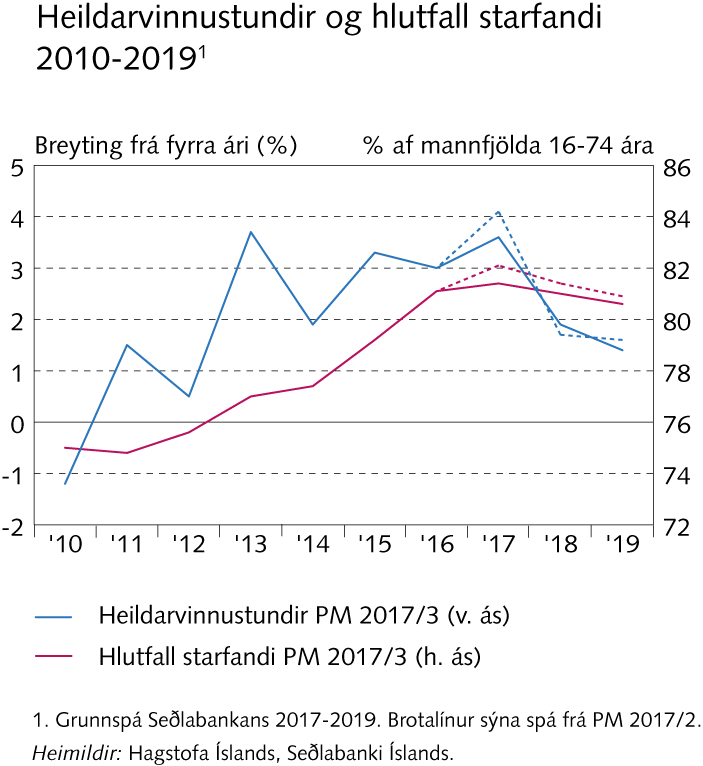 Heildarvinnustundir og hlutfall starfandi
2010-2019¹
Breyting frá fyrra ári (%)
% af mannfjölda 16-74 ára
5
4
3
2
1
0
-1
-2
86
84
82
80
78
76
74
72
'10 '11 '12 '13 '14 '15 '16 '17 '18 '19
Heildarvinnustundir PM 2017/3 (v. ás)
Hlutfall starfandi PM 2017/3 (h. ás)
1. Grunnspá Seðlabankans 2017-2019. Brotalínur sýna spá frá PM 2017/2.
Heimildir: Hagstofa Íslands, Seðlabanki Íslands.